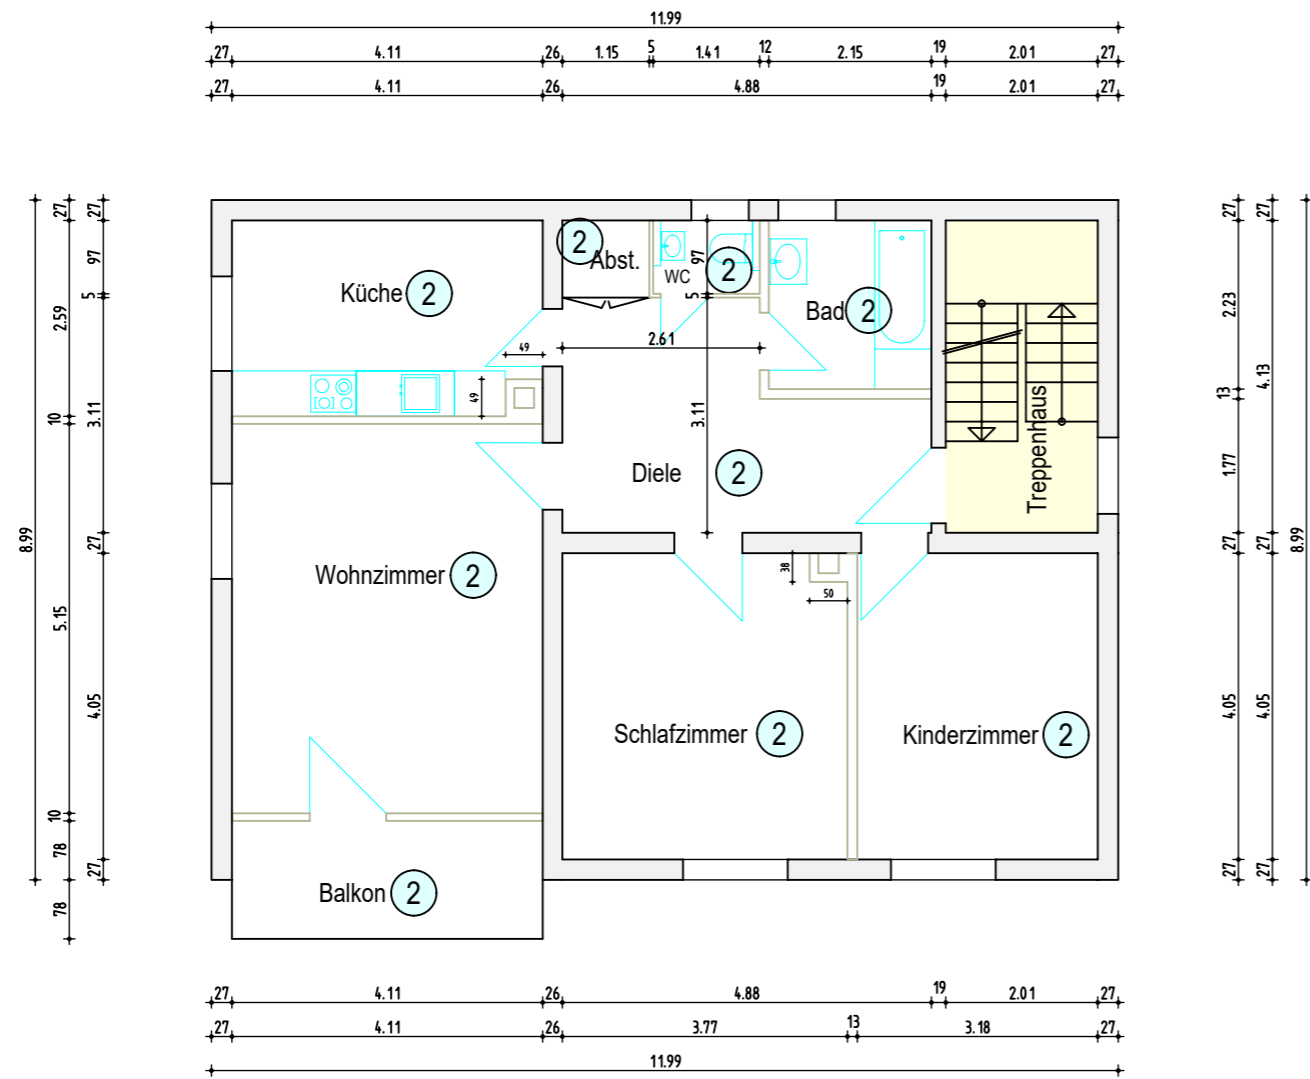 11.99
27 4.11 26 1.15 5 1.41 12 2.15 19 2.01 27
27 4.11 26 4.88 19 2.01 27
8.99
27 2.59 10 5.15 10 78 78
27 97 5 3.11 27 4.05 27
Küche 2
49
49
2 Abst.
WC 2
97
5
2.61
3.11
Bad 2
Treppenhaus
Diele 2
Wohnzimmer 2
38
50
Schlafzimmer 2
Kinderzimmer 2
Balkon 2
27 2.23 13 1.77 27 4.05 27
27 4.13 27 4.05 27
8.99
27 4.11 26 4.88 19 2.01 27
27 4.11 26 3.77 13 3.18 27
11.99